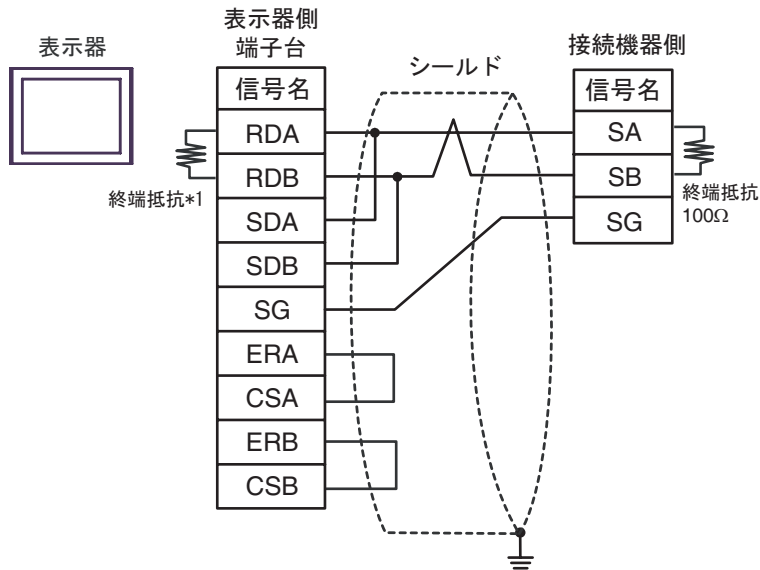 表示器
表示器側
端子台
信号名
RDA
RDB
SDA
SDB
SG
ERA
CSA
ERB
CSB
終端抵抗*1
シールド
接続機器側
信号名
SA
SB
SG
終端抵抗
100Ω